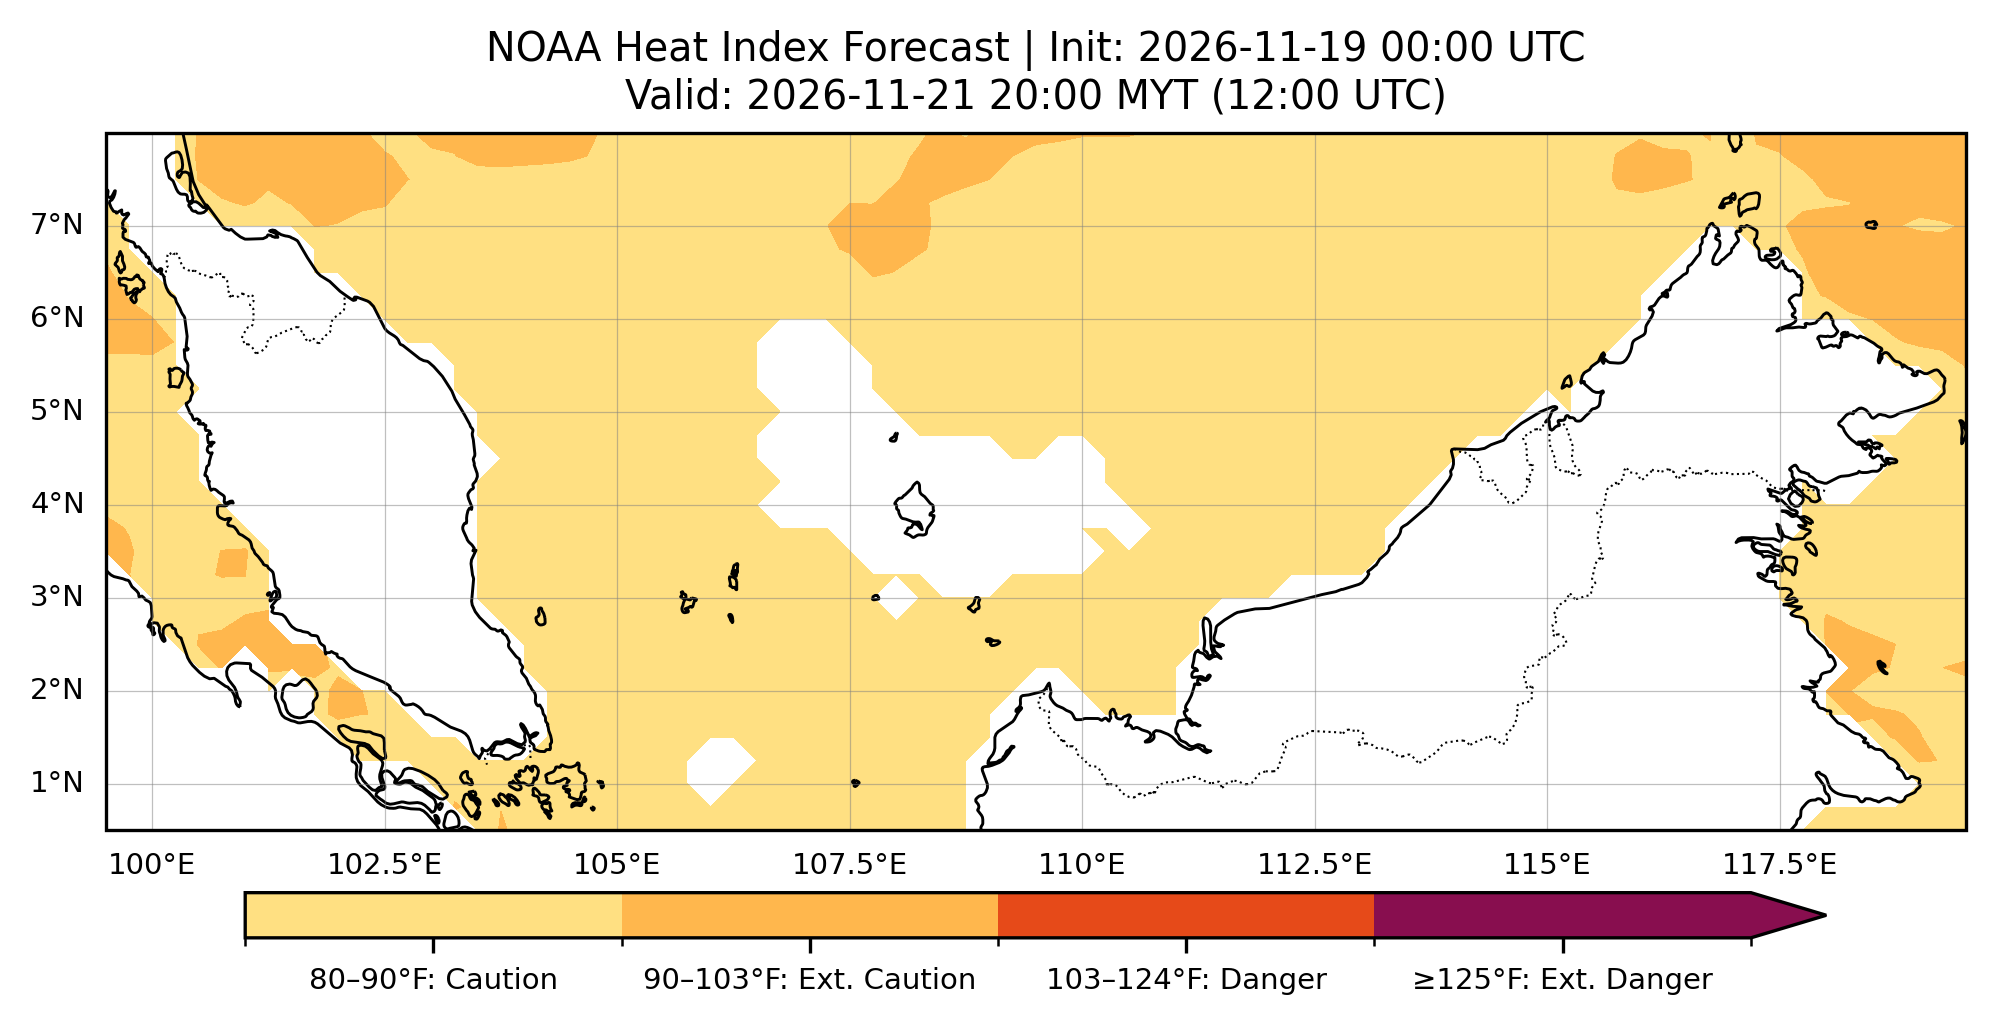 NOAA Heat Index Forecast | Init: 2026-11-19 00:00 UTC
Valid: 2026-11-21 20:00 MYT (12:00 UTC)
7°N
6°N
5°N
4°N
3°N
2°N
1°N
100°E 102.5°E 105°E 107.5°E 110°E 112.5°E 115°E 117.5°E
80–90°F: Caution 90–103°F: Ext. Caution 103–124°F: Danger ≥125°F: Ext. Danger